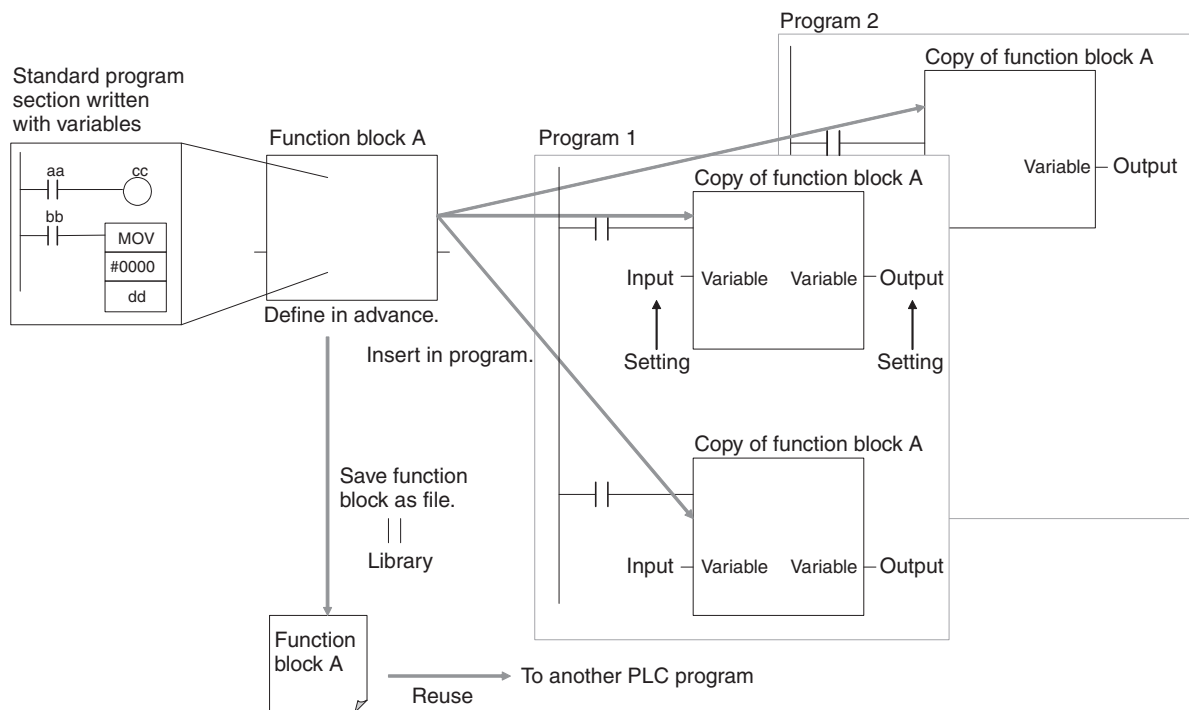 Program 2
Copy of function block A
Variable
Output
Standard program
section written
with variables
aa
cc
bb
MOV
#0000
dd
Function block A
Define in advance.
Insert in program.
Program 1
Copy of function block A
Input
Variable
Variable
Output
Setting
Setting
Copy of function block A
Input
Variable
Variable
Output
Save function
block as file.
Library
Function
block A
Reuse
To another PLC program